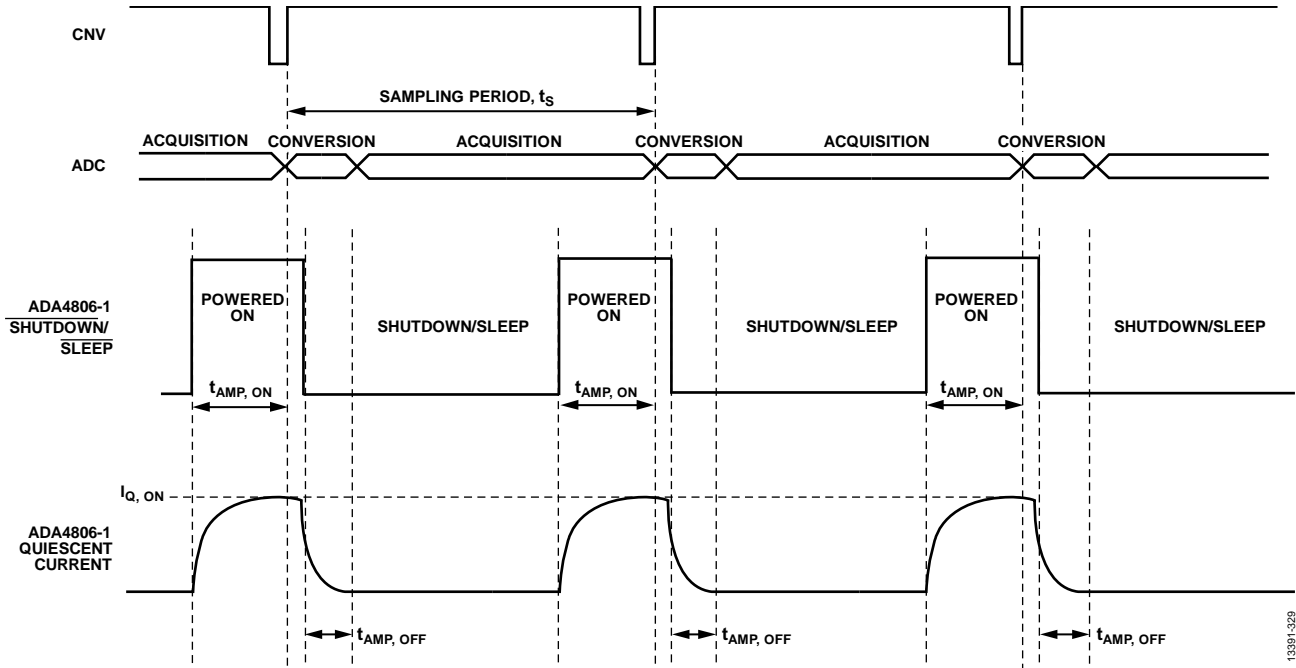 CNV
SAMPLING PERIOD, tS
ACQUISITION CONVERSION ACQUISITION CONVERSION ACQUISITION CONVERSION
ADC
POWERED
ON
POWERED
ON
POWERED
ON
ADA4806-1
SHUTDOWN/
SLEEP
SHUTDOWN/SLEEP SHUTDOWN/SLEEP SHUTDOWN/SLEEP
tAMP, ON tAMP, ON tAMP, ON
IQ, ON
ADA4806-1
QUIESCENT
CURRENT
tAMP, OFF tAMP, OFF tAMP, OFF
13391-329